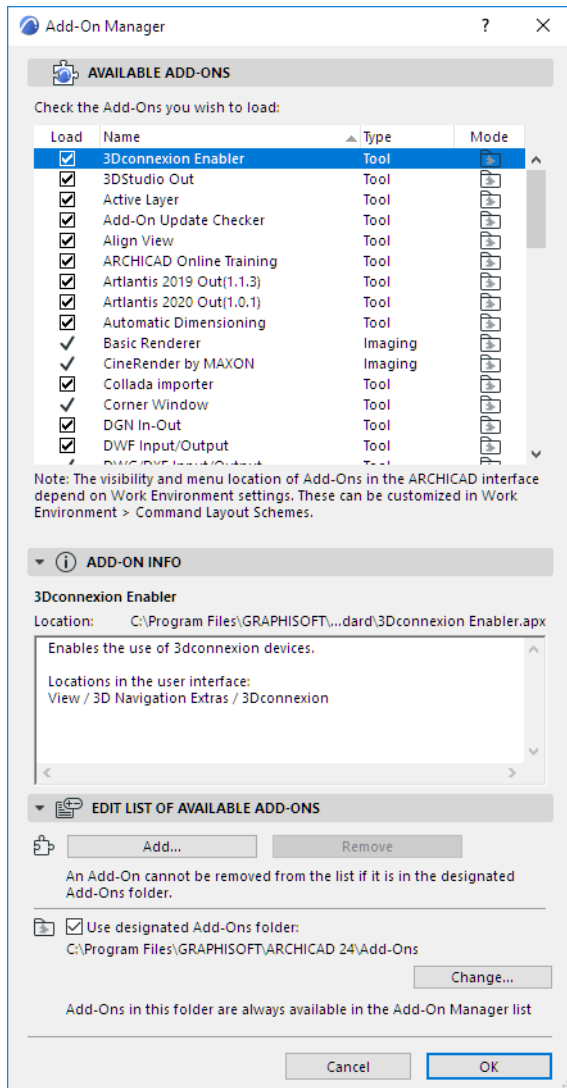 Add-On Manager ? ×
AVAILABLE ADD-ONS
Check the Add-Ons you wish to load:
Load Name Type Mode
3Dconnexion Enabler Tool
3DStudio Out Tool
Active Layer Tool
Add-On Update Checker Tool
Align View Tool
ARCHICAD Online Training Tool
Artlantis 2019 Out(1.1.3) Tool
Artlantis 2020 Out(1.0.1) Tool
Automatic Dimensioning Tool
Basic Renderer Imaging
CineRender by MAXON Imaging
Collada importer Tool
Corner Window Tool
DGN In-Out Tool
DWF Input/Output Tool
DWG/DXF Input/Output Tool
Note: The visibility and menu location of Add-Ons in the ARCHICAD interface
depend on Work Environment settings. These can be customized in Work
Environment > Command Layout Schemes.
ADD-ON INFO
3Dconnexion Enabler
Location: C:\Program Files\GRAPHISOFT\...dard\3Dconnexion Enabler.apx
Enables the use of 3dconnexion devices.
Locations in the user interface:
View / 3D Navigation Extras / 3Dconnexion
EDIT LIST OF AVAILABLE ADD-ONS
Add... Remove
An Add-On cannot be removed from the list if it is in the designated
Add-Ons folder.
Use designated Add-Ons folder:
C:\Program Files\GRAPHISOFT\ARCHICAD 24\Add-Ons
Change...
Add-Ons in this folder are always available in the Add-On Manager list
Cancel OK